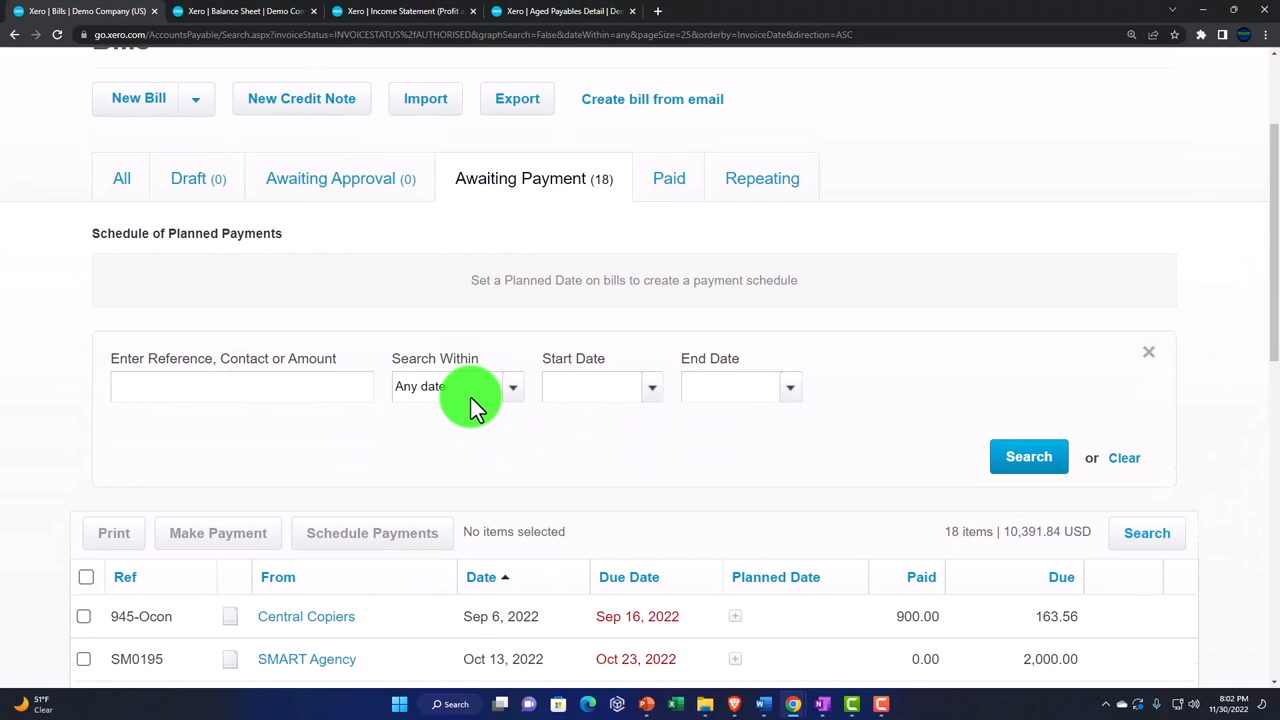 Xero | Bills | Demo Company (US)
Xero | Balance Sheet | Demo Com
Xero | Income Statement (Profit a
Xero | Aged Payables Detail | De
go.xero.com/AccountsPayable/Search.aspx?invoiceStatus=INVOICESTATUS%2fAUTHORISED&graphSearch=False&dateWithin=any&pageSize=25&orderby=InvoiceDate&direction=ASC
Bills
New Bill
New Credit Note
Import
Export
Create bill from email
All
Draft (0)
Awaiting Approval (0)
Awaiting Payment (18)
Paid
Repeating
Schedule of Planned Payments
Set a Planned Date on bills to create a payment schedule
Enter Reference, Contact or Amount
Search Within
Start Date
End Date
Any date
Search or Clear
Print
Make Payment
Schedule Payments
No items selected
18 items | 10,391.84 USD
Search
Ref From Date Due Date Planned Date Paid Due
945-Ocon Central Copiers Sep 6, 2022 Sep 16, 2022 900.00 163.56
SM0195 SMART Agency Oct 13, 2022 Oct 23, 2022 0.00 2,000.00
51°F
Clear
Search
7:09 PM
11/30/2022